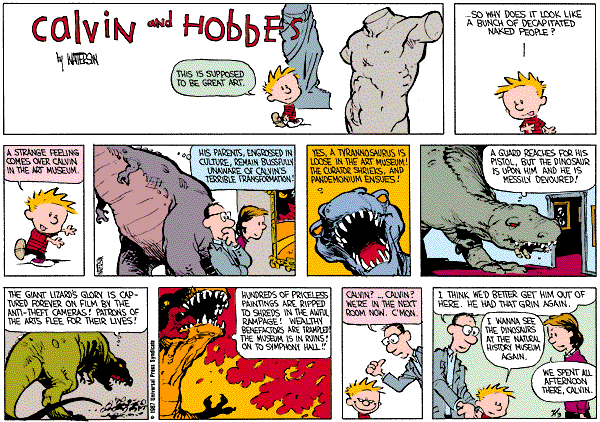 Calvin and HOBBES
by WATTERSON
THIS IS SUPPOSED
TO BE GREAT ART.
...SO WHY DOES IT LOOK LIKE
A BUNCH OF DECAPITATED
NAKED PEOPLE?
A STRANGE FEELING
COMES OVER CALVIN
IN THE ART MUSEUM.
HIS PARENTS, ENGROSSED IN
CULTURE, REMAIN BLISSFULLY
UNAWARE OF CALVIN'S
TERRIBLE TRANSFORMATION!
WATTERSON
YES, A TYRANNOSAURUS IS
LOOSE IN THE ART MUSEUM!
THE CURATOR SHRIEKS, AND
PANDEMONIUM ENSUES!
A GUARD REACHES FOR HIS
PISTOL, BUT THE DINOSAUR
IS UPON HIM AND HE IS
MESSILY DEVOURED!
THE GIANT LIZARD'S GLORY IS CAP-
TURED FOREVER ON FILM BY THE
ANTI-THEFT CAMERAS! PATRONS OF
THE ARTS FLEE FOR THEIR LIVES!
© 1987 Universal Press Syndicate
HUNDREDS OF PRICELESS
PAINTINGS ARE RIPPED
TO SHREDS IN THE AWFUL
RAMPAGE! WEALTHY
BENEFACTORS ARE TRAMPLED!
THE MUSEUM IS IN RUINS!
ON TO SYMPHONY HALL!!
CALVIN? ...CALVIN?
WE'RE IN THE NEXT
ROOM NOW. C'MON.
I THINK WE'D BETTER GET HIM OUT OF
HERE. HE HAD THAT GRIN AGAIN.
I WANNA SEE
THE DINOSAURS
AT THE NATURAL
HISTORY MUSEUM
AGAIN.
WE SPENT ALL
AFTERNOON
THERE, CALVIN.